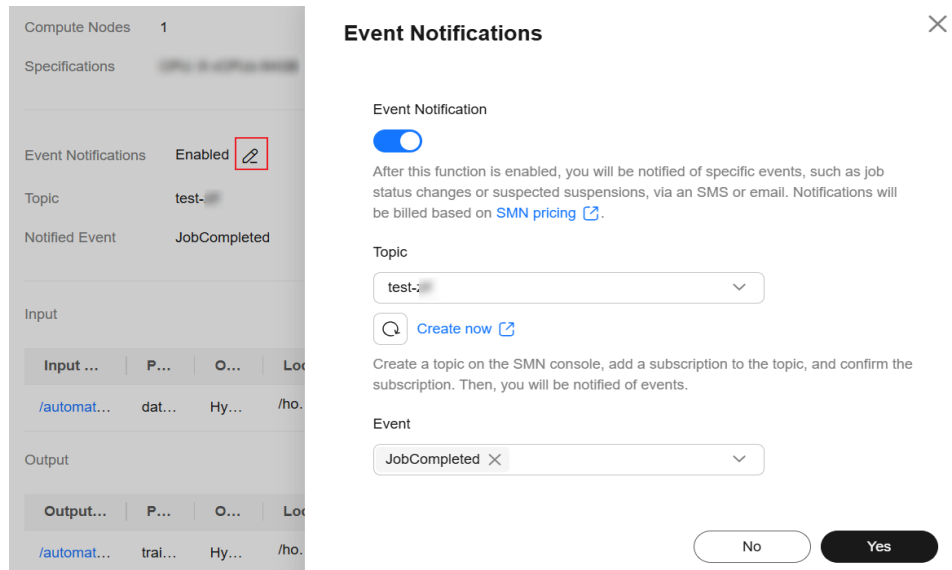 Compute Nodes 1
Specifications
Event Notifications Enabled
Topic test-
Notified Event JobCompleted
Input
Input ... P... O... Loc
/automat... dat... Hy... /ho.
Output
Output... P... O... Loc
/automat... trai... Hy... /ho.
Event Notifications
Event Notification
After this function is enabled, you will be notified of specific events, such as job
status changes or suspected suspensions, via an SMS or email. Notifications will
be billed based on SMN pricing.
Topic
test-
Create now
Create a topic on the SMN console, add a subscription to the topic, and confirm the
subscription. Then, you will be notified of events.
Event
JobCompleted
No Yes